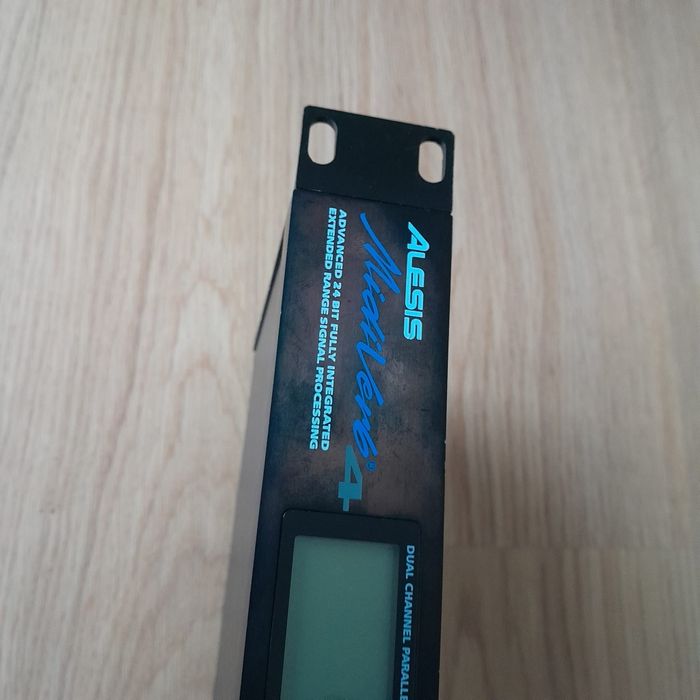 ALESIS
MidiVerb® 4
ADVANCED 24 BIT FULLY INTEGRATED
EXTENDED RANGE SIGNAL PROCESSING
DUAL CHANNEL PARALLE